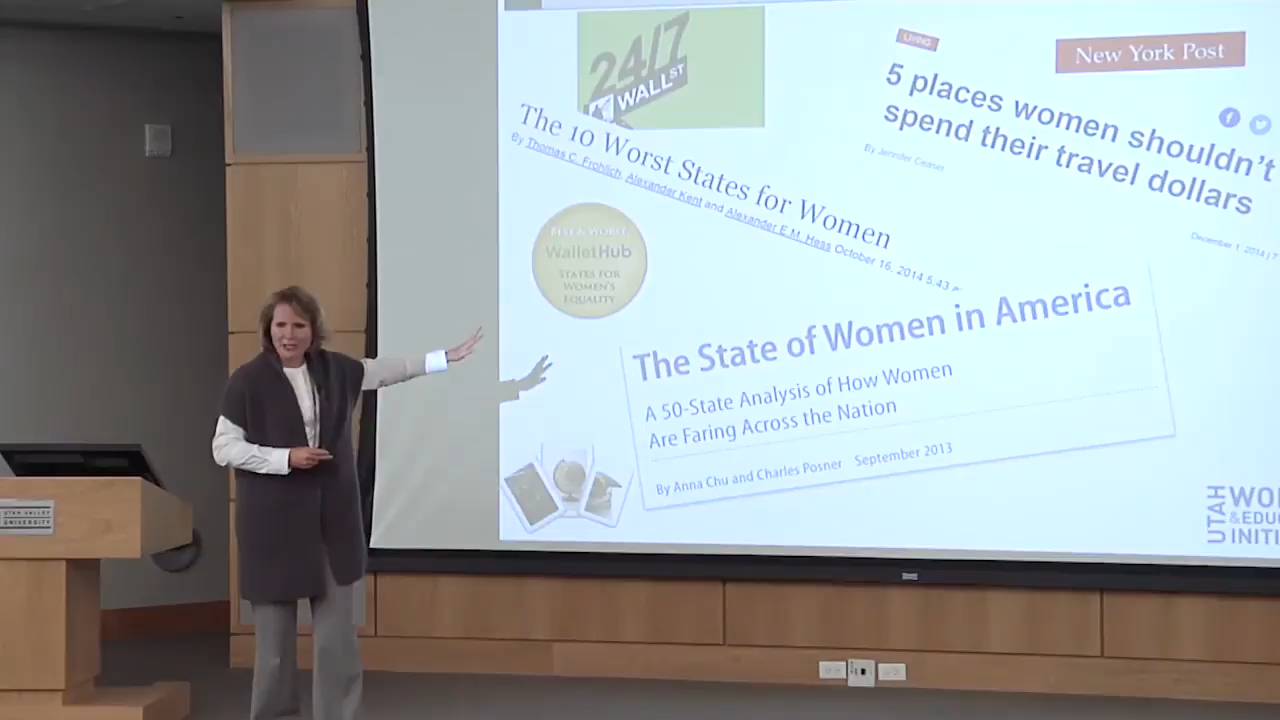 24/7
WALL ST
The 10 Worst States for Women
By Thomas C. Frohlich, Alexander Kent and Alexander E.M. Hess October 16, 2014 5:43
LIVING
New York Post
5 places women shouldn't
spend their travel dollars
By Jennifer Ceaser
December 1, 2014 | 7
BEST & WORST
WalletHub
STATES FOR
WOMEN'S
EQUALITY
The State of Women in America
A 50-State Analysis of How Women
Are Faring Across the Nation
By Anna Chu and Charles Posner September 2013
UTAH
WO
& EDUC
INITI
UTAH VALLEY
UNIVERSITY